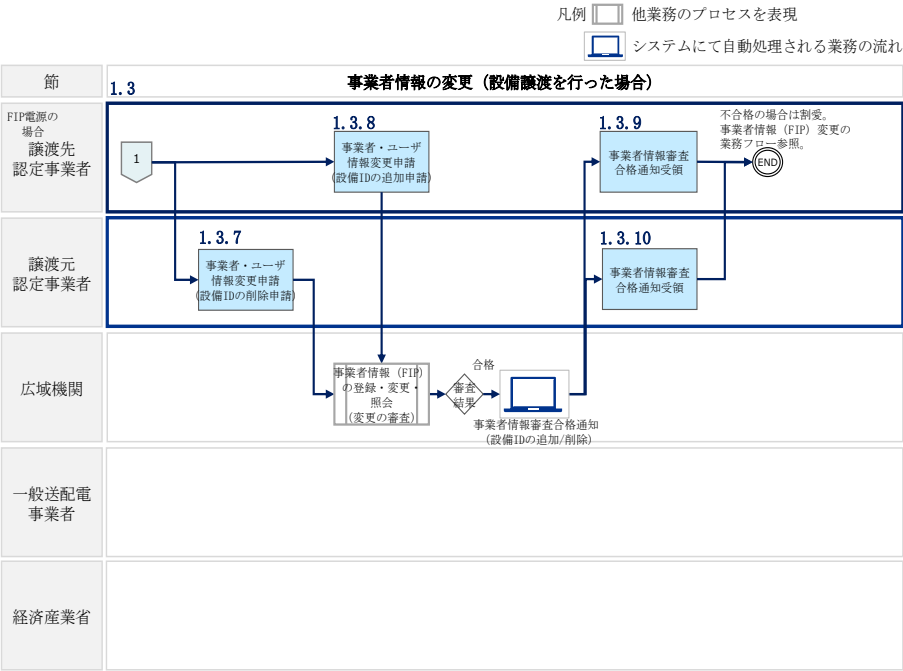 凡例
他業務のプロセスを表現
システムにて自動処理される業務の流れ
節
1.3
事業者情報の変更（設備譲渡を行った場合）
FIP電源の
場合
譲渡先
認定事業者
1
1.3.8
事業者・ユーザ
情報変更申請
(設備IDの追加申請)
1.3.9
事業者情報審査
合格通知受領
不合格の場合は割愛。
事業者情報（FIP）変更の
業務フロー参照。
END
譲渡元
認定事業者
1.3.7
事業者・ユーザ
情報変更申請
(設備IDの削除申請)
1.3.10
事業者情報審査
合格通知受領
広域機関
事業者情報（FIP）
の登録・変更・
照会
(変更の審査)
審査
結果
合格
事業者情報審査合格通知
(設備IDの追加/削除)
一般送配電
事業者
経済産業省